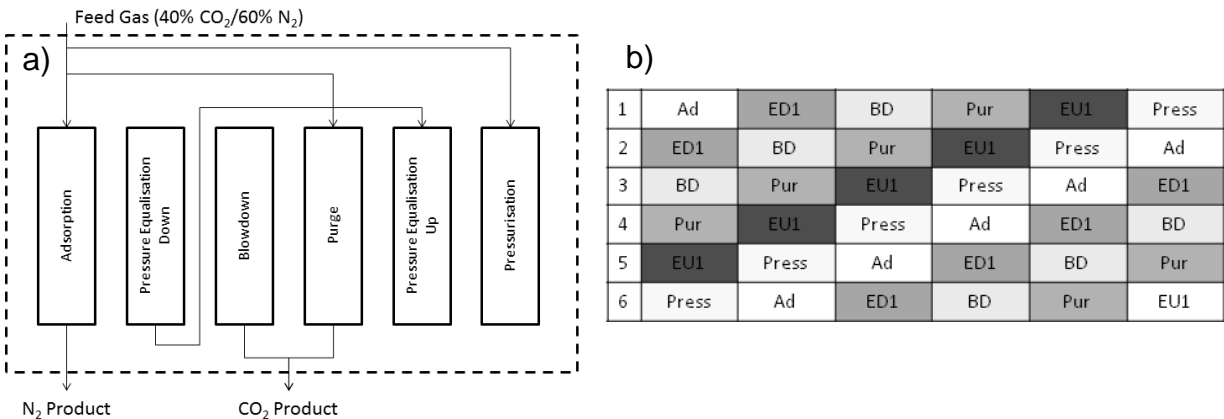 Feed Gas (40% CO₂/60% N₂)
a)
Adsorption
Pressure Equalisation
Down
Blowdown
Purge
Pressure Equalisation
Up
Pressurisation
N₂ Product
CO₂ Product
b)
1 Ad ED1 BD Pur EU1 Press
2 ED1 BD Pur EU1 Press Ad
3 BD Pur EU1 Press Ad ED1
4 Pur EU1 Press Ad ED1 BD
5 EU1 Press Ad ED1 BD Pur
6 Press Ad ED1 BD Pur EU1